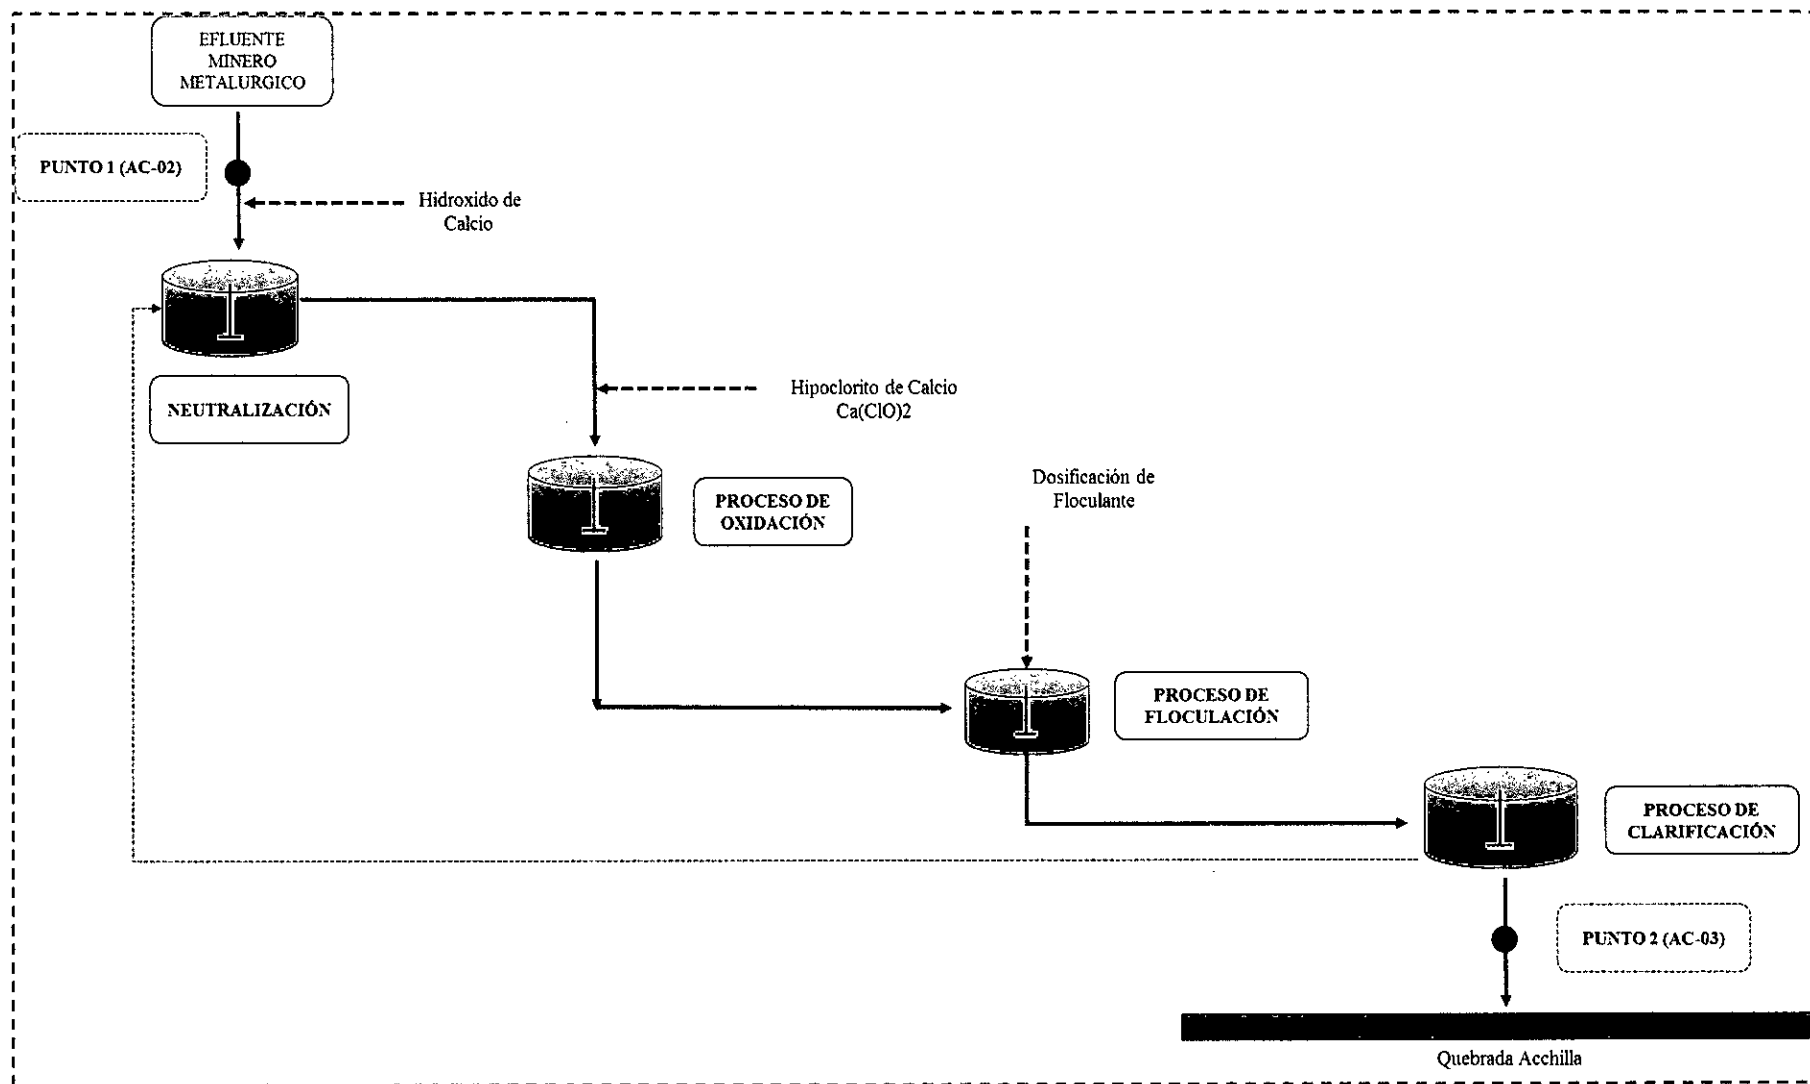 EFLUENTE
MINERO
METALURGICO
PUNTO 1 (AC-02)
Hidroxido de
Calcio
NEUTRALIZACIÓN
Hipoclorito de Calcio
Ca(ClO)2
PROCESO DE
OXIDACIÓN
Dosificación de
Floculante
PROCESO DE
FLOCULACIÓN
PROCESO DE
CLARIFICACIÓN
PUNTO 2 (AC-03)
Quebrada Acchilla